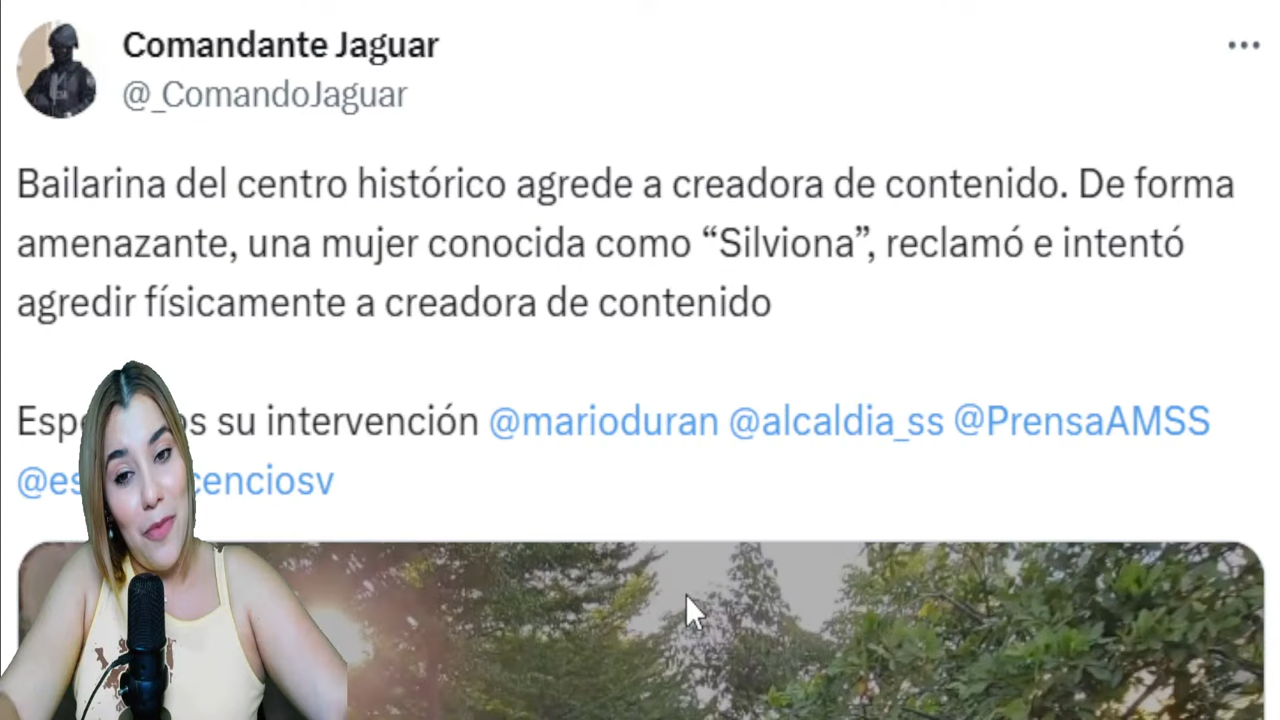 Comandante Jaguar
@_ComandoJaguar
Bailarina del centro histórico agrede a creadora de contenido. De forma
amenazante, una mujer conocida como “Silviona”, reclamó e intentó
agredir físicamente a creadora de contenido
su intervención @marioduran @alcaldia_ss @PrensaAMSS